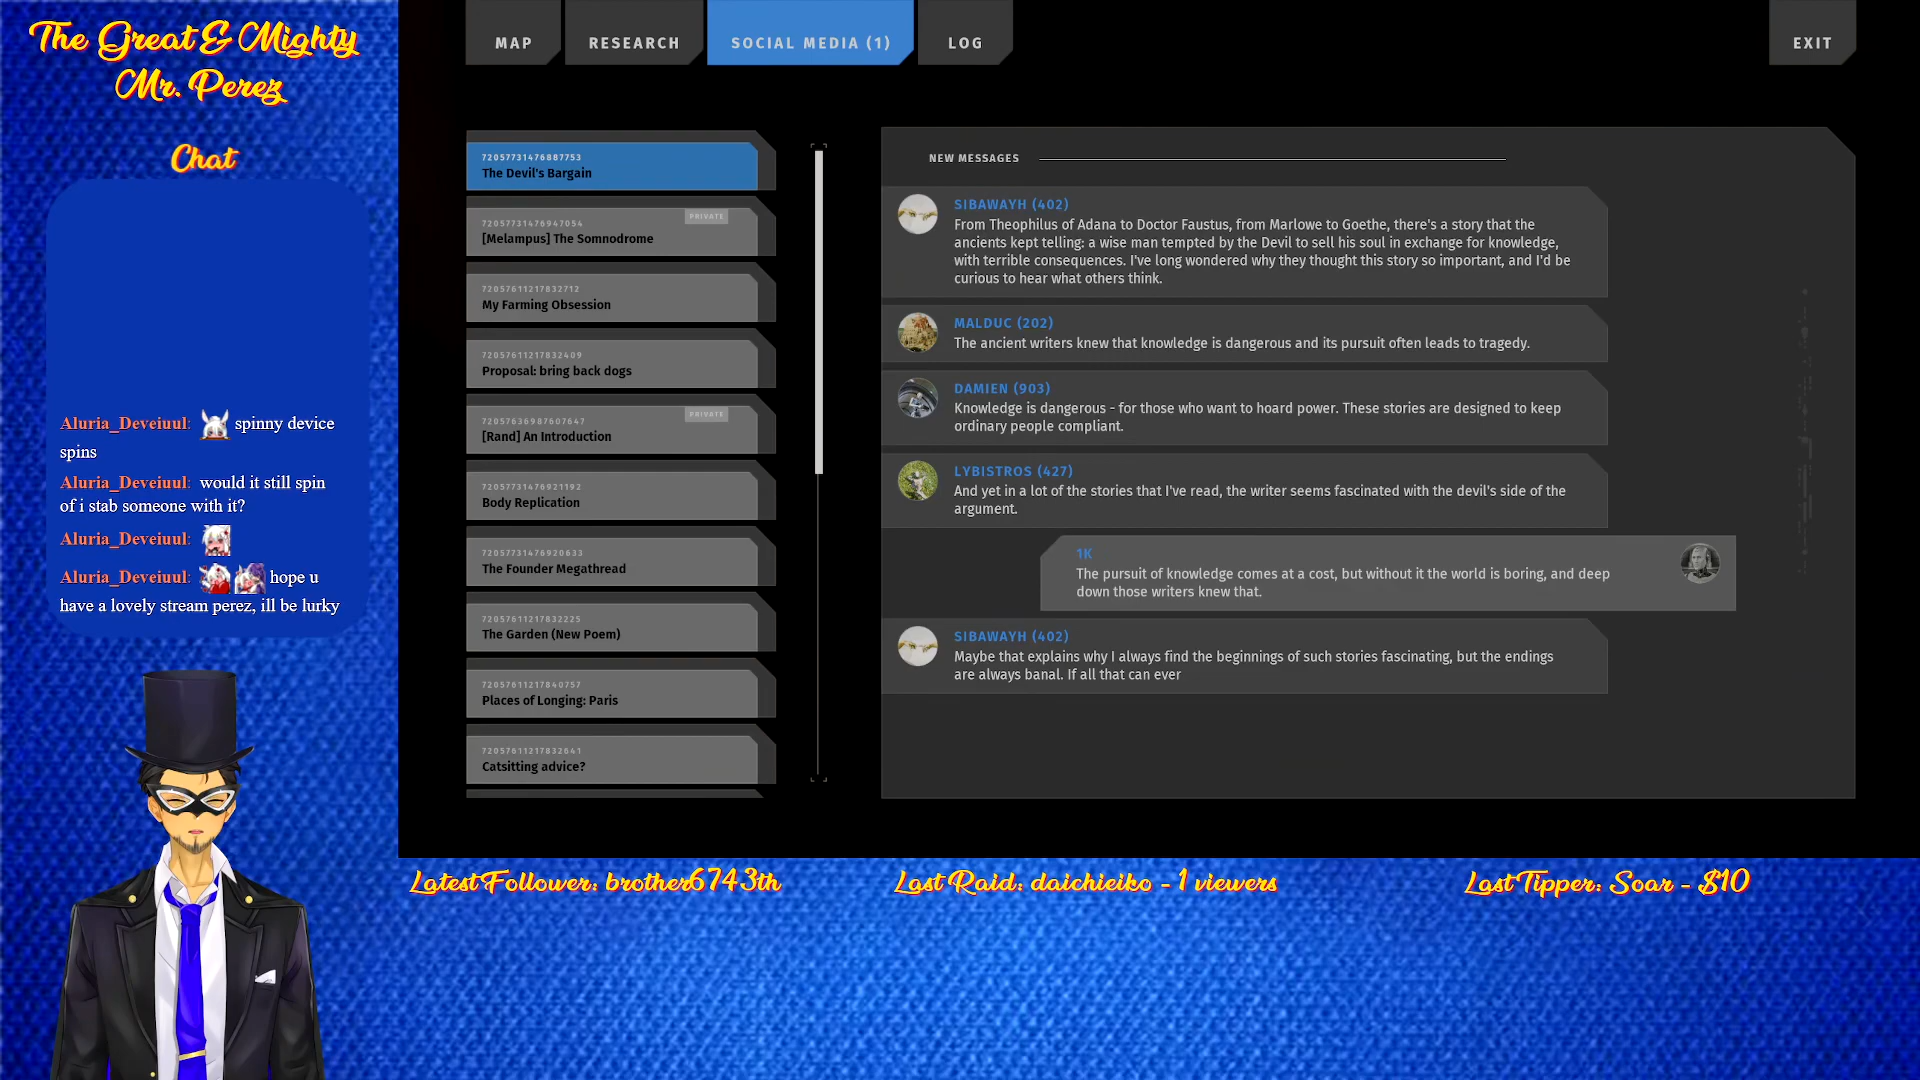 The Great & Mighty
Mr. Perez
Chat
Aluria_Deveiuul: spinny device
spins
Aluria_Deveiuul: would it still spin
of i stab someone with it?
Aluria_Deveiuul:
Aluria_Deveiuul: hope u
have a lovely stream perez, ill be lurky
MAP
RESEARCH
SOCIAL MEDIA (1)
LOG
EXIT
72057731476887753
The Devil's Bargain
72057731476947054
PRIVATE
[Melampus] The Somnodrome
72057611217832712
My Farming Obsession
72057611217832409
Proposal: bring back dogs
72057636987607647
PRIVATE
[Rand] An Introduction
72057731476921192
Body Replication
72057731476920633
The Founder Megathread
72057611217832225
The Garden (New Poem)
72057611217840757
Places of Longing: Paris
72057611217832641
Catsitting advice?
NEW MESSAGES
SIBAWAYH (402)
From Theophilus of Adana to Doctor Faustus, from Marlowe to Goethe, there's a story that the
ancients kept telling: a wise man tempted by the Devil to sell his soul in exchange for knowledge,
with terrible consequences. I've long wondered why they thought this story so important, and I'd be
curious to hear what others think.
MALDUC (202)
The ancient writers knew that knowledge is dangerous and its pursuit often leads to tragedy.
DAMIEN (903)
Knowledge is dangerous - for those who want to hoard power. These stories are designed to keep
ordinary people compliant.
LYBISTROS (427)
And yet in a lot of the stories that I've read, the writer seems fascinated with the devil's side of the
argument.
1K
The pursuit of knowledge comes at a cost, but without it the world is boring, and deep
down those writers knew that.
SIBAWAYH (402)
Maybe that explains why I always find the beginnings of such stories fascinating, but the endings
are always banal. If all that can ever
Latest Follower: brother6743th
Last Raid: daichieiko - 1 viewers
Last Tipper: Soar - $10